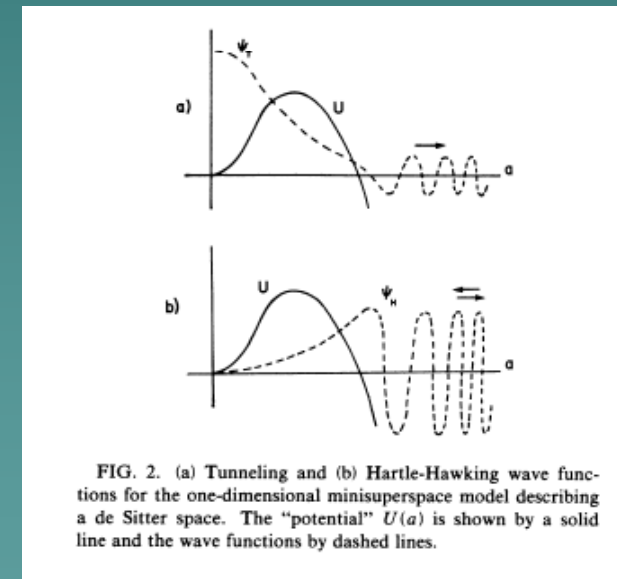 ψT
a)
U
a
U
ψH
b)
a
FIG. 2. (a) Tunneling and (b) Hartle-Hawking wave func-
tions for the one-dimensional minisuperspace model describing
a de Sitter space. The “potential” U(a) is shown by a solid
line and the wave functions by dashed lines.